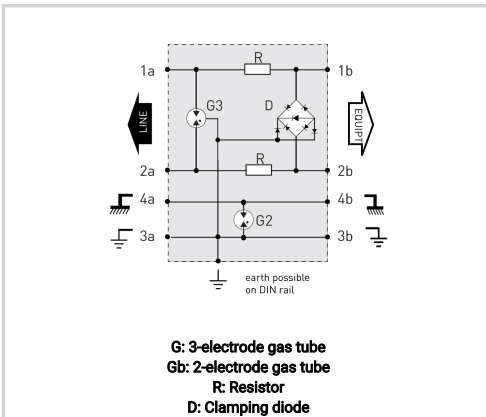 R
1a 1b
G3 D
LINE
EQUIPT
R
2a 2b
4a 4b
G2
3a 3b
earth possible
on DIN rail
G: 3-electrode gas tube
Gb: 2-electrode gas tube
R: Resistor
D: Clamping diode